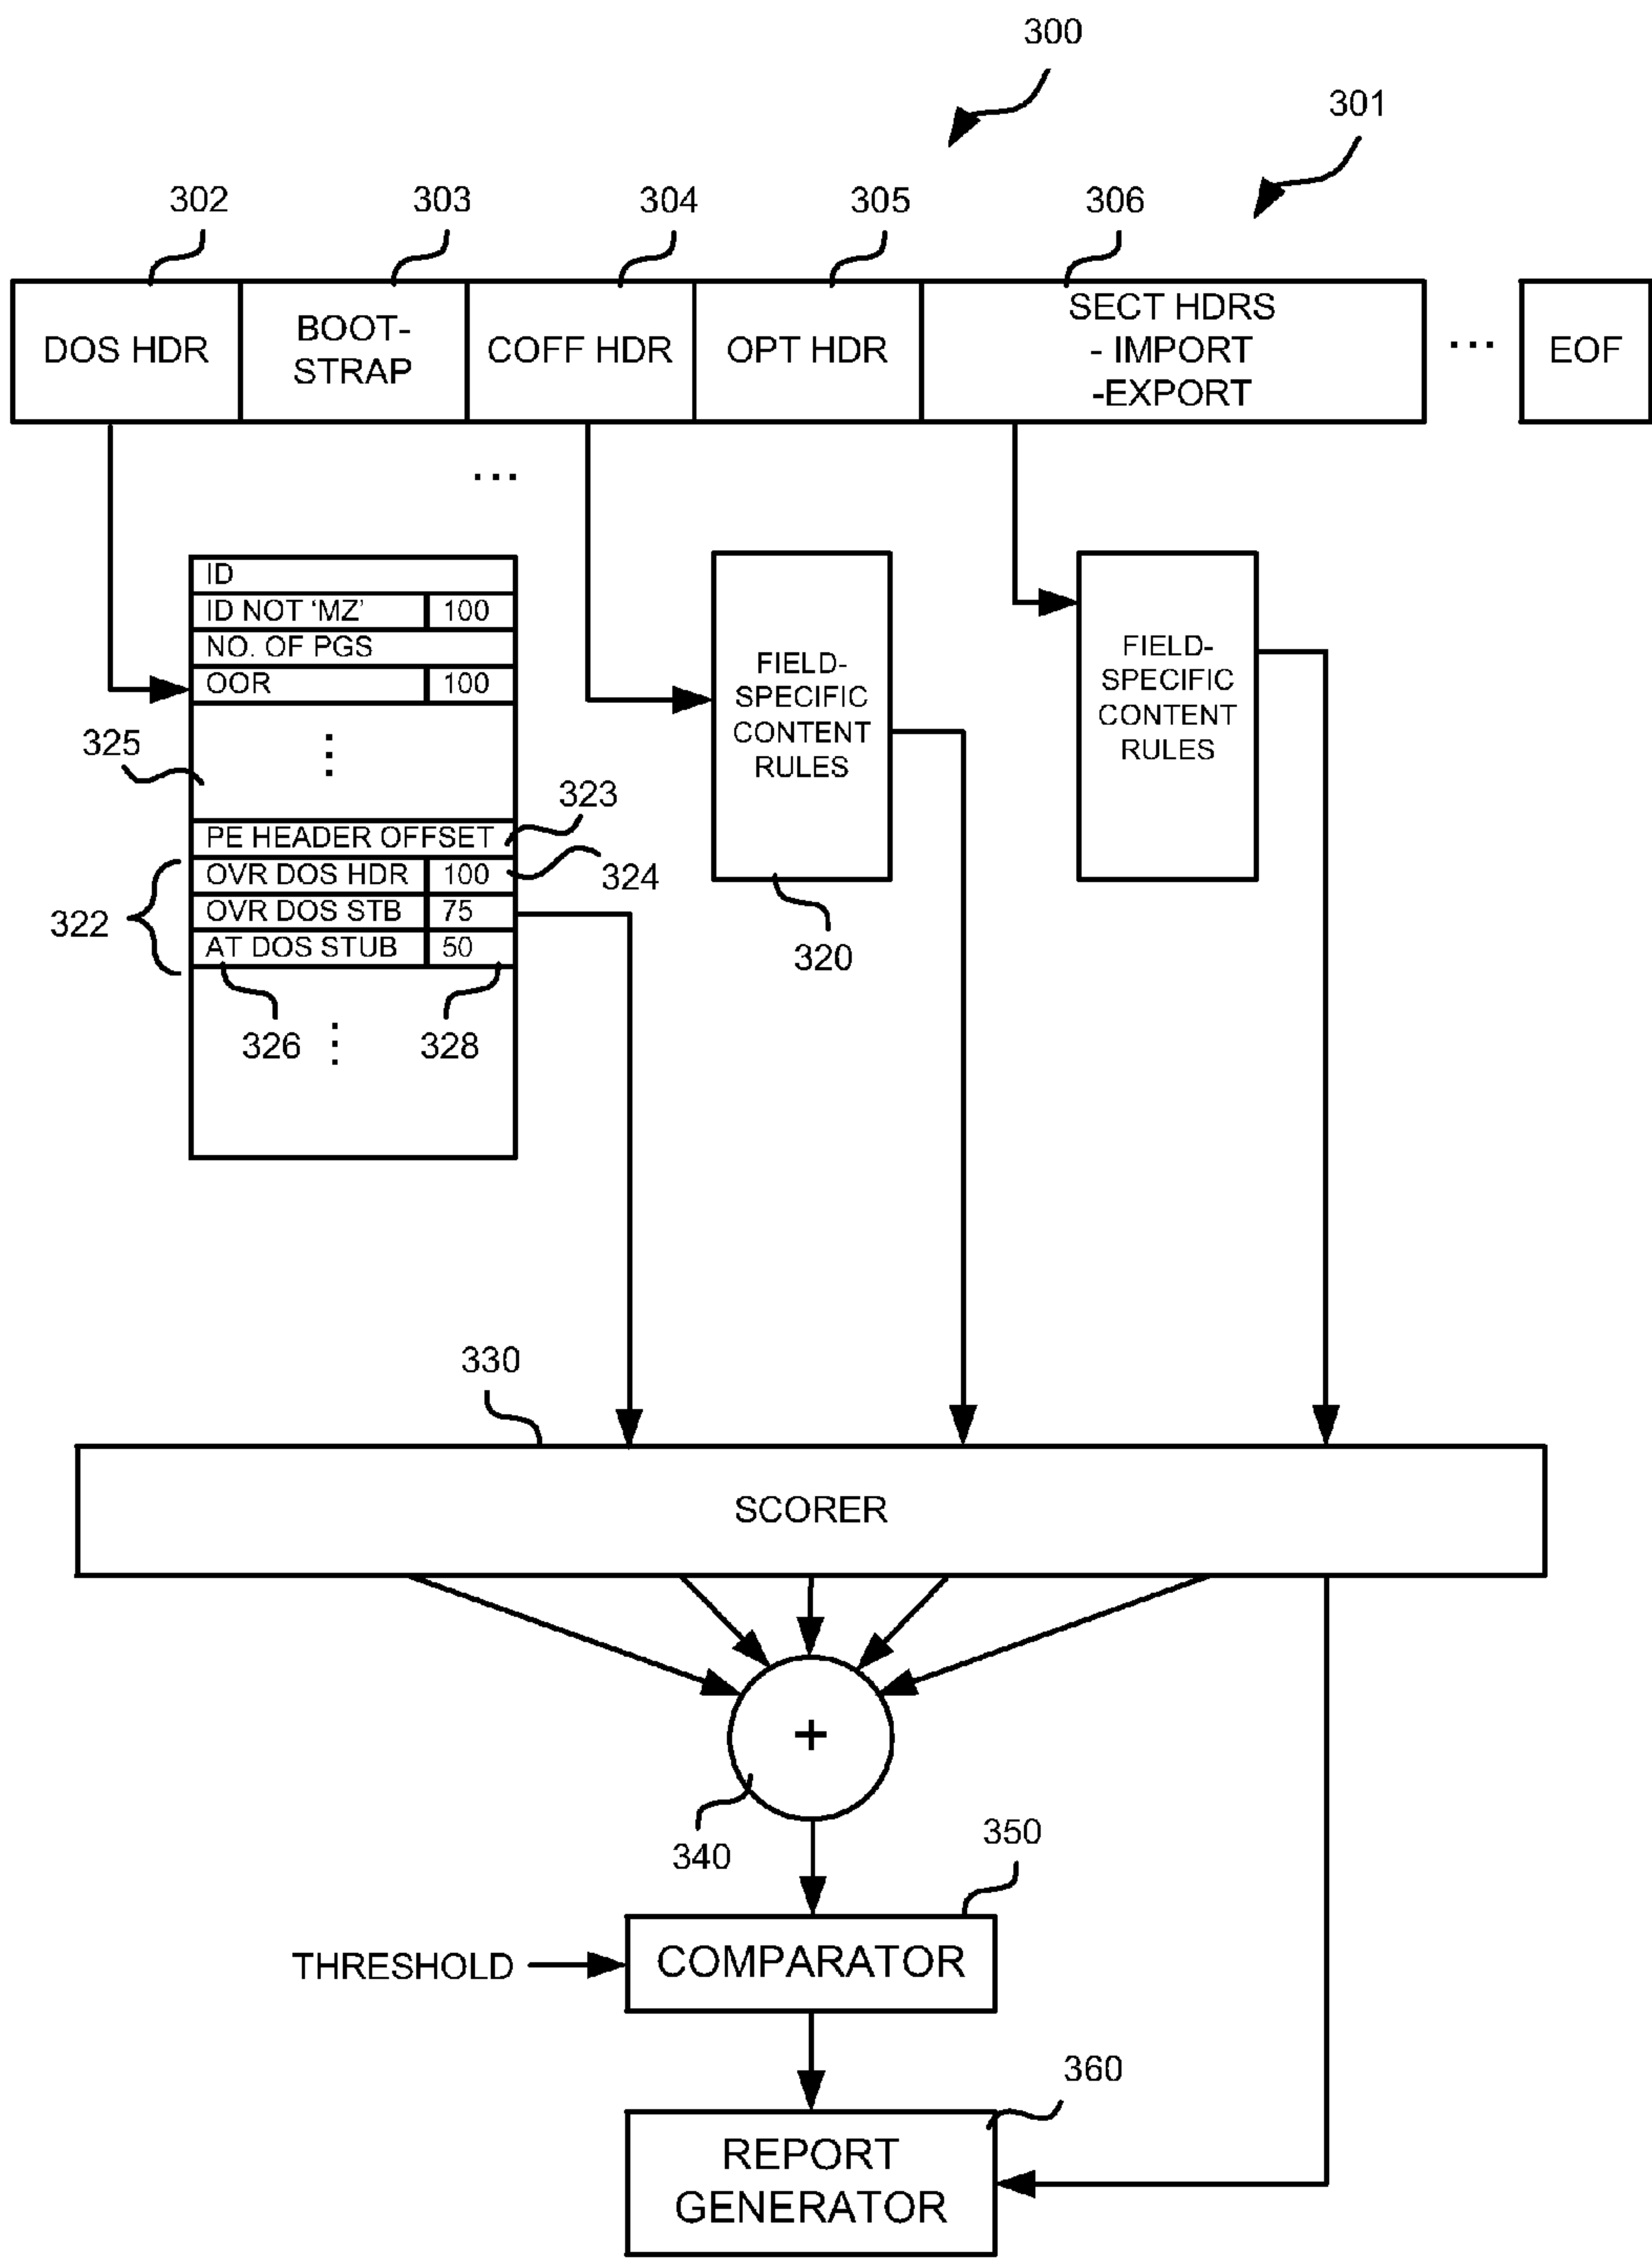 300
301
302
303
304
305
306
DOS HDR
BOOT-
STRAP
COFF HDR
OPT HDR
SECT HDRS
- IMPORT
-EXPORT
...
EOF
...
ID
ID NOT ‘MZ’ 100
NO. OF PGS
OOR 100
325
323
PE HEADER OFFSET
OVR DOS HDR 100
324
322
OVR DOS STB 75
AT DOS STUB 50
326
328
FIELD-
SPECIFIC
CONTENT
RULES
320
FIELD-
SPECIFIC
CONTENT
RULES
330
SCORER
+
340
350
THRESHOLD
COMPARATOR
360
REPORT
GENERATOR